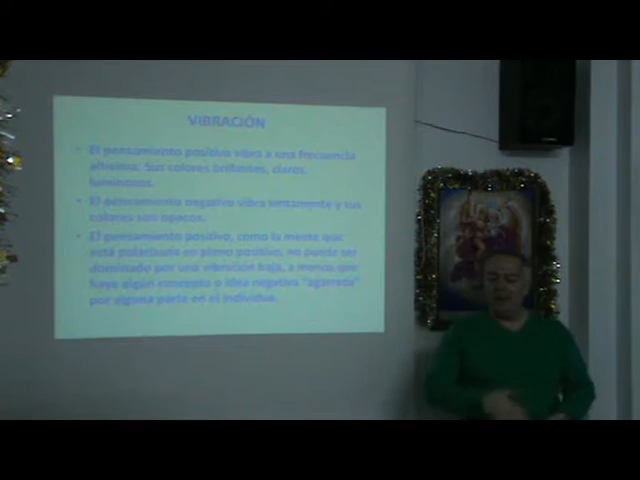 VIBRACIÓN
• El pensamiento positivo vibra a una frecuencia
altísima. Sus colores brillantes, claros,
luminosos.
• El pensamiento negativo vibra lentamente y sus
colores son opacos.
• El pensamiento positivo, como la mente que
está polarizada en plano positivo, no puede ser
dominado por una vibración baja, a menos que
haya algún concepto o idea negativa "agarrada"
por alguna parte en el individuo.